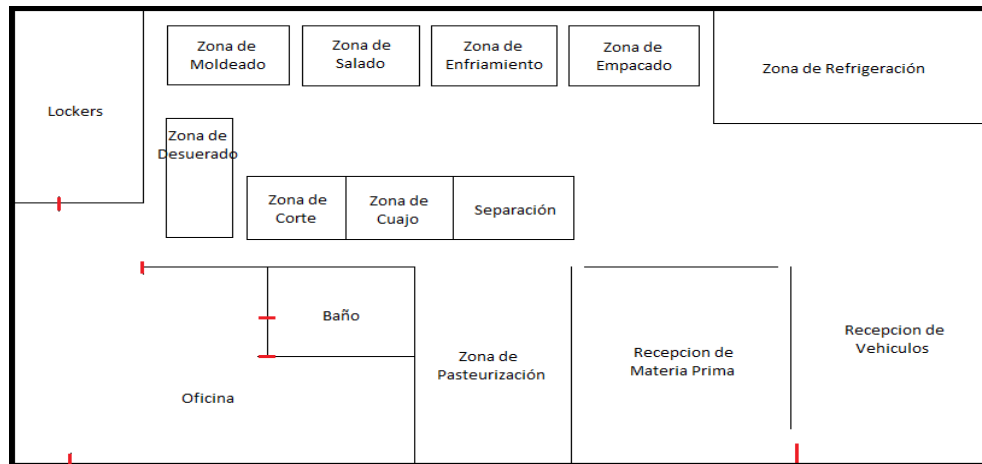 Zona de
Moldeado
Zona de
Salado
Zona de
Enfriamiento
Zona de
Empacado
Zona de Refrigeración
Lockers
Zona de
Desuerado
Zona de
Corte
Zona de
Cuajo
Separación
Baño
Oficina
Zona de
Pasteurización
Recepcion de
Materia Prima
Recepcion de
Vehiculos